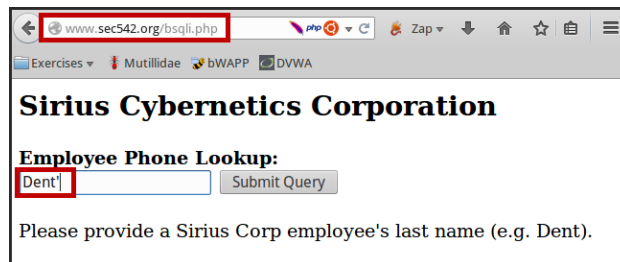 www.sec542.org/bsqli.php php Zap
Exercises Mutillidae bWAPP DVWA
Sirius Cybernetics Corporation
Employee Phone Lookup:
Dent' Submit Query
Please provide a Sirius Corp employee's last name (e.g. Dent).